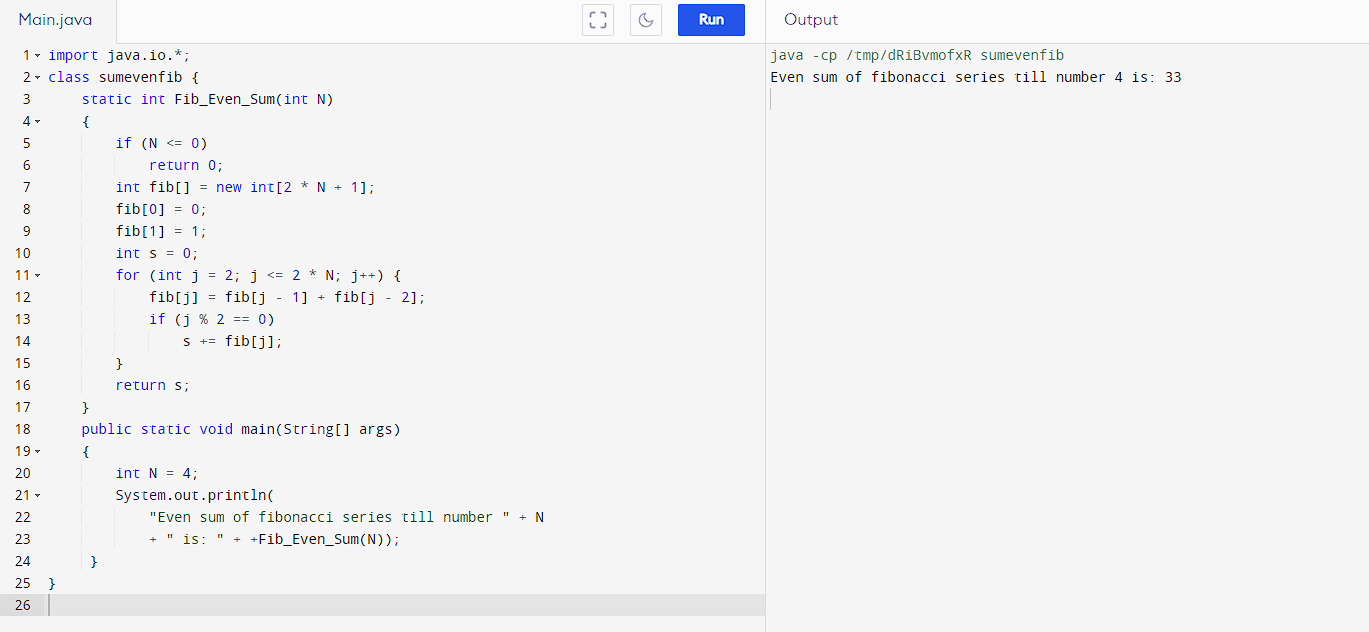 Main.java
Run
Output
1 import java.io.*;
2 class sumevenfib {
3     static int Fib_Even_Sum(int N)
4     {
5         if (N <= 0)
6             return 0;
7         int fib[] = new int[2 * N + 1];
8         fib[0] = 0;
9         fib[1] = 1;
10         int s = 0;
11         for (int j = 2; j <= 2 * N; j++) {
12             fib[j] = fib[j - 1] + fib[j - 2];
13             if (j % 2 == 0)
14                 s += fib[j];
15         }
16         return s;
17     }
18     public static void main(String[] args)
19     {
20         int N = 4;
21         System.out.println(
22             "Even sum of fibonacci series till number " + N
23             + " is: " + +Fib_Even_Sum(N));
24      }
25 }
26
java -cp /tmp/dRiBvmofxR sumevenfib
Even sum of fibonacci series till number 4 is: 33